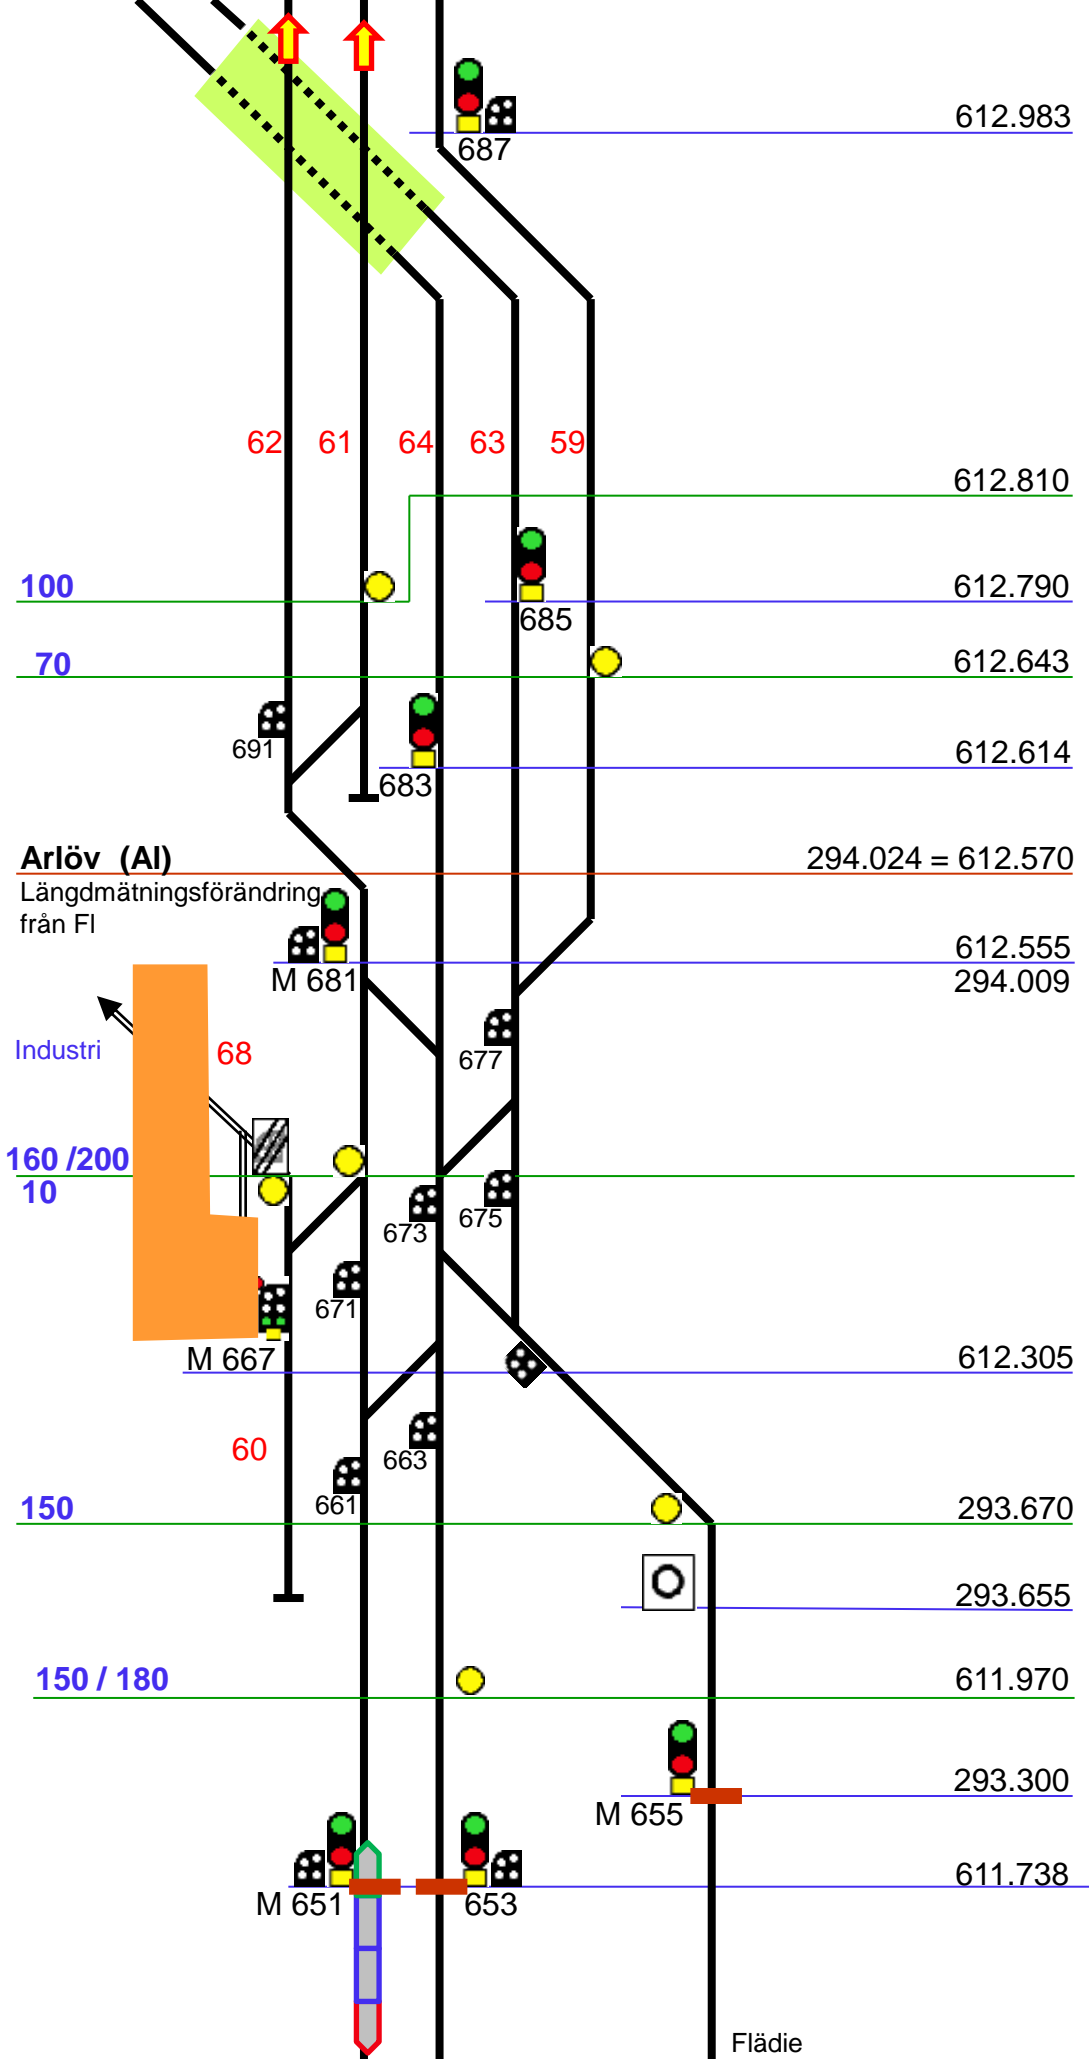 612.983
687
62 61 64 63 59
612.810
100
612.790
685
70
612.643
691
612.614
683
Arlöv (Al)
294.024 = 612.570
Längdmätningsförändring
från Fl
612.555
M 681
294.009
677
Industri
68
160 /200
10
673
675
671
M 667
612.305
60
663
661
150
293.670
293.655
150 / 180
611.970
293.300
M 655
611.738
M 651
653
Flädie